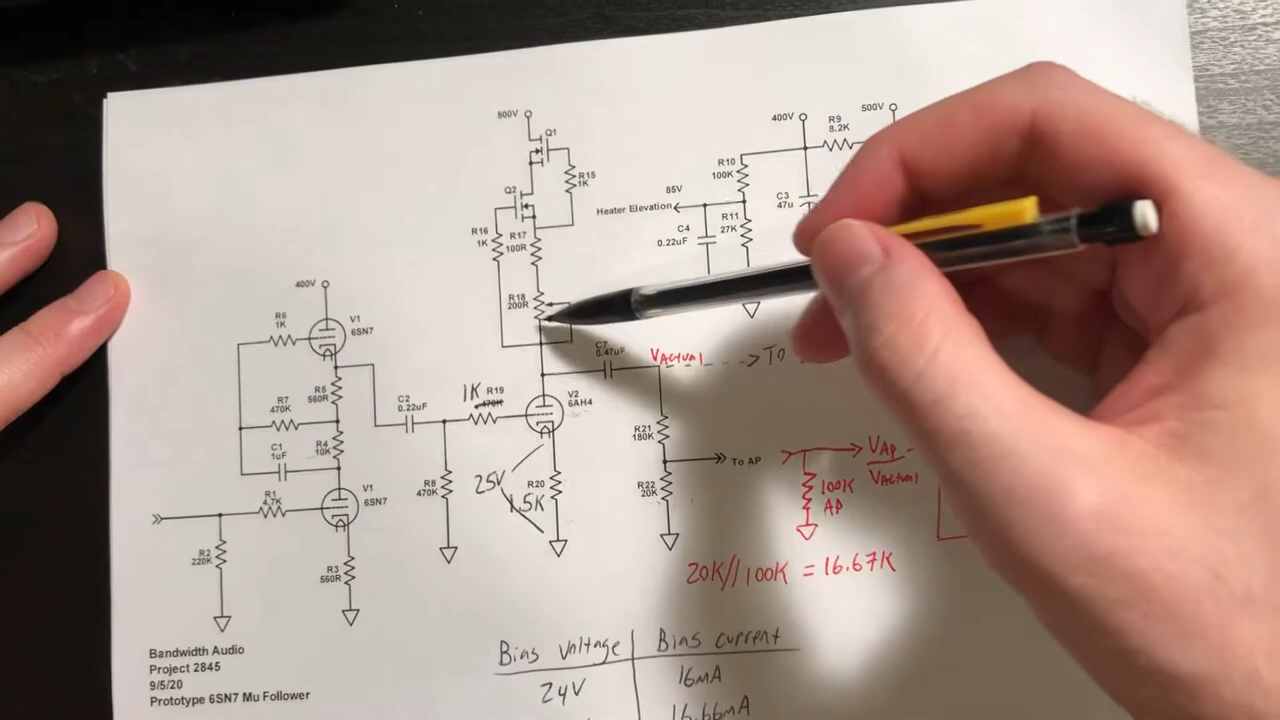 500V
Q1
Q2
R15
1K
R16
1K
R17
100R
R18
200R
400V
500V
R9
8.2K
R10
100K
85V
Heater Elevation
R11
27K
C4
0.22uF
C3
47u
400V
R6
1K
V1
6SN7
R5
560R
R7
470K
R4
10K
C1
1uF
V1
6SN7
R1
4.7K
R2
220K
R3
560R
C2
0.22uF
1K R19
470K
R8
470K
V2
6AH4
25V
R20
1.5K
C7
0.47uF
VActual
TO
R21
180K
To AP
R22
20K
VAP
VActual
100K
AP
20K//100K = 16.67K
Bias Voltage Bias current
24V 16mA
16.66mA
Bandwidth Audio
Project 2845
9/5/20
Prototype 6SN7 Mu Follower